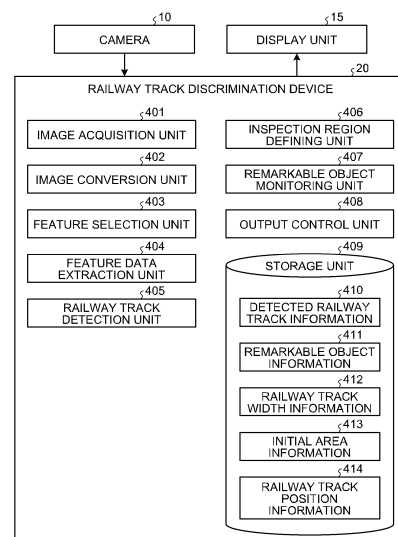 10
CAMERA
15
DISPLAY UNIT
20
RAILWAY TRACK DISCRIMINATION DEVICE
401
IMAGE ACQUISITION UNIT
402
IMAGE CONVERSION UNIT
403
FEATURE SELECTION UNIT
404
FEATURE DATA
EXTRACTION UNIT
405
RAILWAY TRACK
DETECTION UNIT
406
INSPECTION REGION
DEFINING UNIT
407
REMARKABLE OBJECT
MONITORING UNIT
408
OUTPUT CONTROL UNIT
409
STORAGE UNIT
410
DETECTED RAILWAY
TRACK INFORMATION
411
REMARKABLE OBJECT
INFORMATION
412
RAILWAY TRACK
WIDTH INFORMATION
413
INITIAL AREA
INFORMATION
414
RAILWAY TRACK
POSITION
INFORMATION